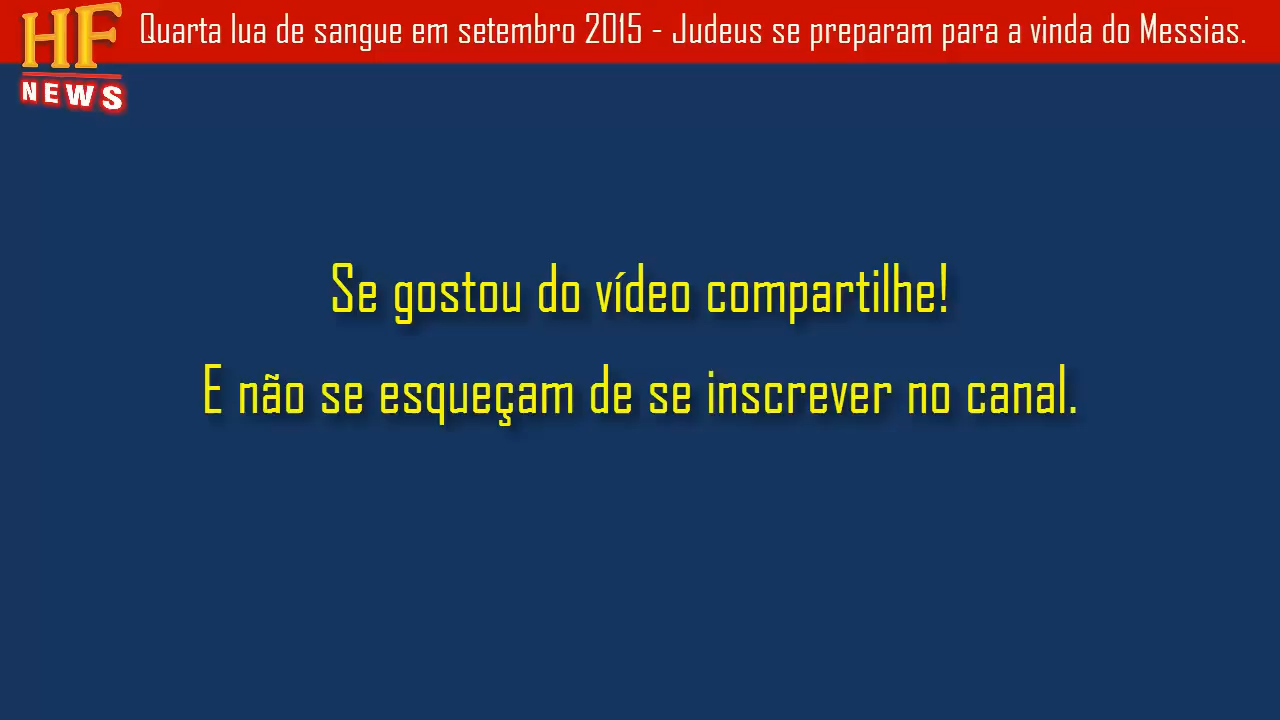 Quarta lua de sangue em setembro 2015 - Judeus se preparam para a vinda do Messias.
HF
NEWS
Se gostou do vídeo compartilhe!
E não se esqueçam de se inscrever no canal.